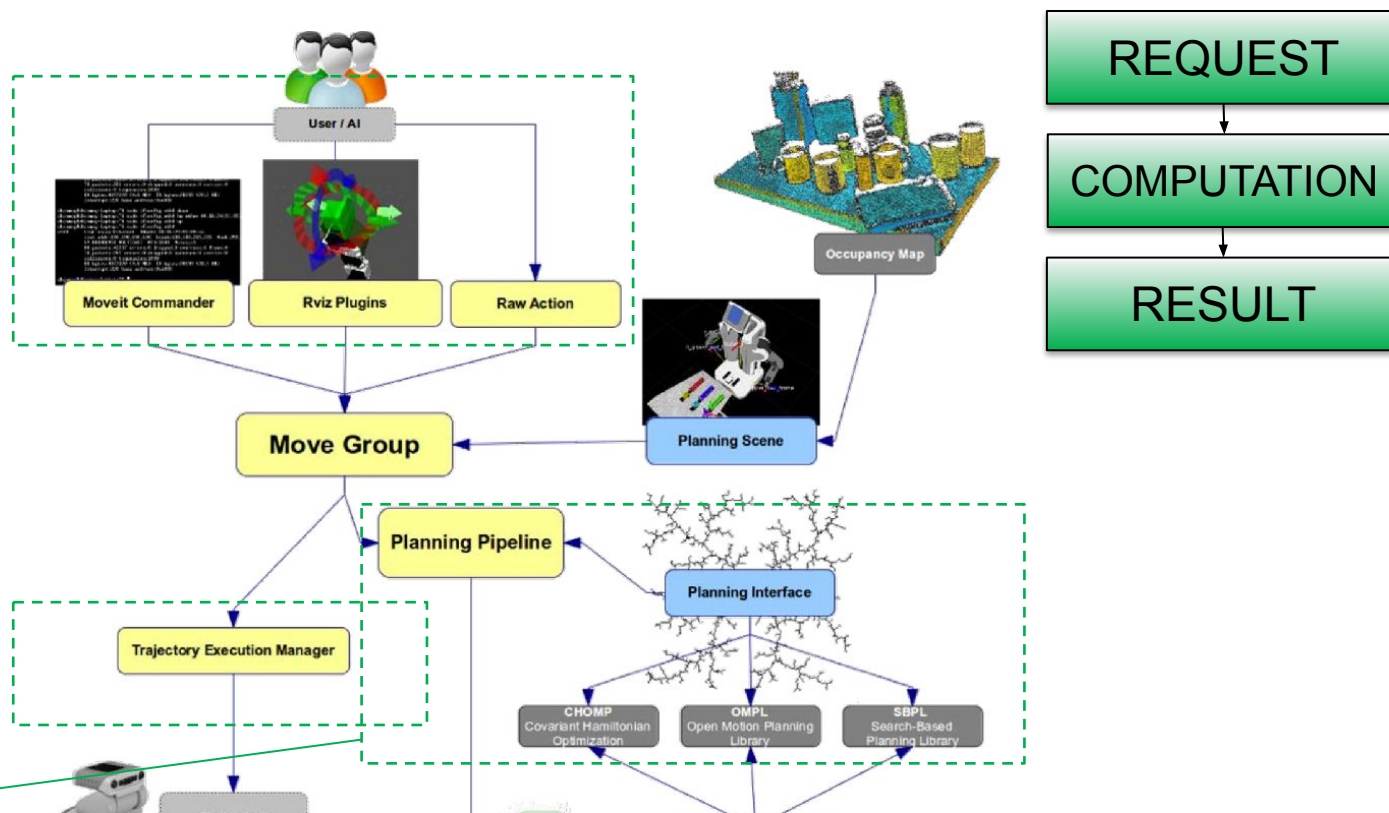 REQUEST
COMPUTATION
RESULT
User / AI
Moveit Commander
Rviz Plugins
Raw Action
Occupancy Map
Move Group
Planning Scene
Planning Pipeline
Planning Interface
Trajectory Execution Manager
CHOMP
Covariant Hamiltonian
Optimization
OMPL
Open Motion Planning
Library
SBPL
Search-Based
Planning Library